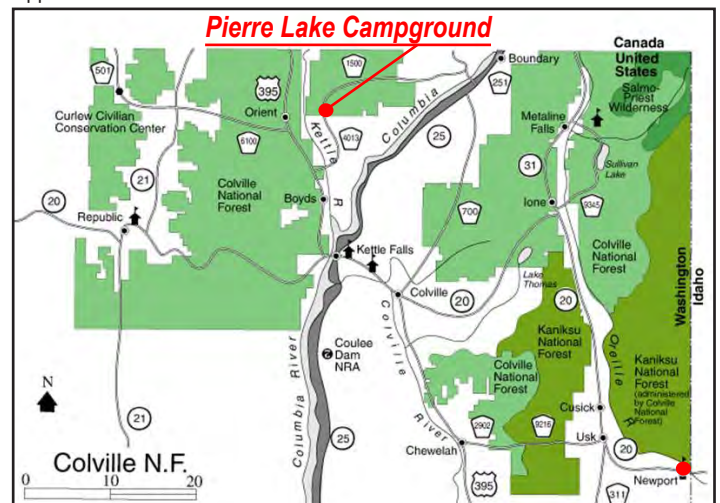 Pierre Lake Campground
Canada
United
States
Boundary
501
1500
251
395
Salmo-
Priest
Wilderness
Curlew Civilian
Conservation Center
Orient
Kettle
R
Columbia
Metaline
Falls
25
4013
6100
31
Sullivan
Lake
21
Colville
National
Forest
Boyds
20
Republic
700
Ione
9345
Kettle Falls
Colville
National
Forest
Washington
Idaho
Lake
Thomas
Colville
20
20
Columbia River
Coulee
Dam
NRA
Colville River
Kaniksu
National
Forest
Oreille R
Colville
National
Forest
Kaniksu
National
Forest
(administered
by Colville
National
Forest)
N
21
25
Cusick
2902
9216
Usk
Chewelah
20
Newport
Colville N.F.
395
311
0 10 20